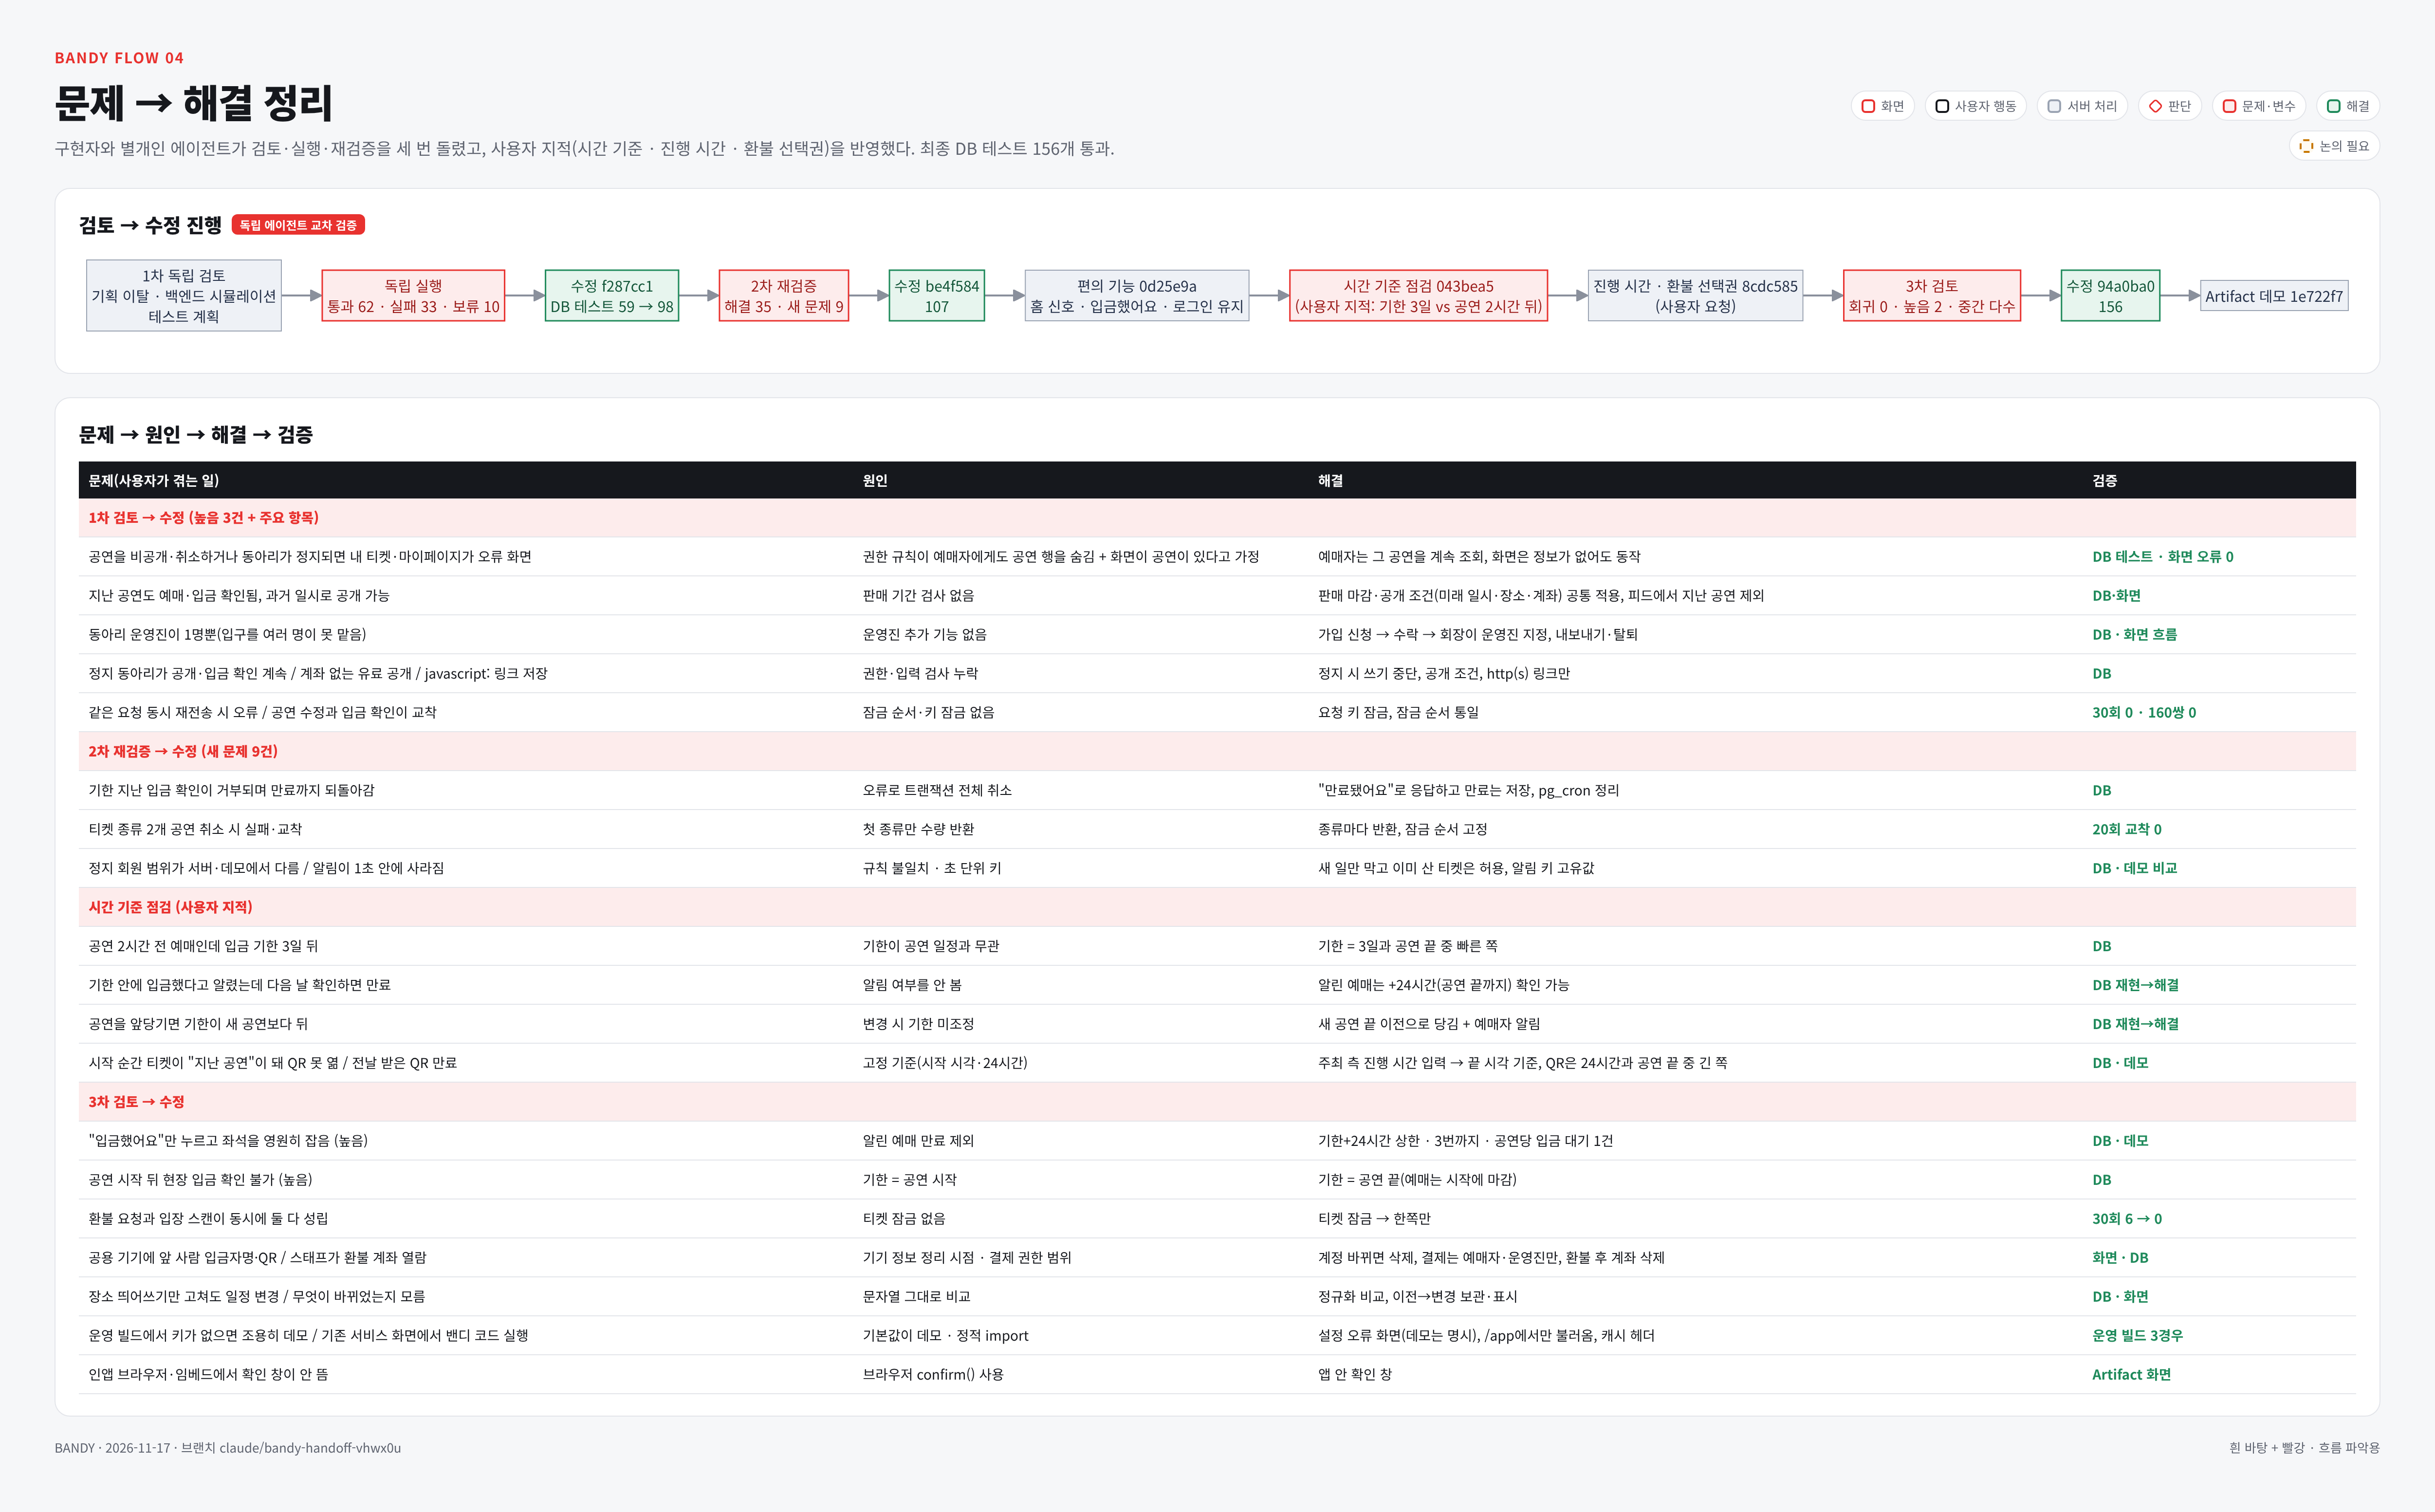 BANDY FLOW 04
문제 → 해결 정리
구현자와 별개인 에이전트가 검토·실행·재검증을 세 번 돌렸고, 사용자 지적(시간 기준 · 진행 시간 · 환불 선택권)을 반영했다. 최종 DB 테스트 156개 통과.
화면
사용자 행동
서버 처리
판단
문제·변수
해결
논의 필요
검토 → 수정 진행
독립 에이전트 교차 검증
1차 독립 검토
기획 이탈 · 백엔드 시뮬레이션
테스트 계획
독립 실행
통과 62 · 실패 33 · 보류 10
수정 f287cc1
DB 테스트 59 → 98
2차 재검증
해결 35 · 새 문제 9
수정 be4f584
107
편의 기능 0d25e9a
홈 신호 · 입금했어요 · 로그인 유지
시간 기준 점검 043bea5
(사용자 지적: 기한 3일 vs 공연 2시간 뒤)
진행 시간 · 환불 선택권 8cdc585
(사용자 요청)
3차 검토
회귀 0 · 높음 2 · 중간 다수
수정 94a0ba0
156
Artifact 데모 1e722f7
문제 → 원인 → 해결 → 검증
문제(사용자가 겪는 일) 원인 해결 검증
1차 검토 → 수정 (높음 3건 + 주요 항목)
공연을 비공개·취소하거나 동아리가 정지되면 내 티켓·마이페이지가 오류 화면 권한 규칙이 예매자에게도 공연 행을 숨김 + 화면이 공연이 있다고 가정 예매자는 그 공연을 계속 조회, 화면은 정보가 없어도 동작 DB 테스트 · 화면 오류 0
지난 공연도 예매·입금 확인됨, 과거 일시로 공개 가능 판매 기간 검사 없음 판매 마감·공개 조건(미래 일시·장소·계좌) 공통 적용, 피드에서 지난 공연 제외 DB·화면
동아리 운영진이 1명뿐(입구를 여러 명이 못 맡음) 운영진 추가 기능 없음 가입 신청 → 수락 → 회장이 운영진 지정, 내보내기·탈퇴 DB · 화면 흐름
정지 동아리가 공개·입금 확인 계속 / 계좌 없는 유료 공개 / javascript: 링크 저장 권한·입력 검사 누락 정지 시 쓰기 중단, 공개 조건, http(s) 링크만 DB
같은 요청 동시 재전송 시 오류 / 공연 수정과 입금 확인이 교착 잠금 순서·키 잠금 없음 요청 키 잠금, 잠금 순서 통일 30회 0 · 160쌍 0
2차 재검증 → 수정 (새 문제 9건)
기한 지난 입금 확인이 거부되며 만료까지 되돌아감 오류로 트랜잭션 전체 취소 "만료됐어요"로 응답하고 만료는 저장, pg_cron 정리 DB
티켓 종류 2개 공연 취소 시 실패·교착 첫 종류만 수량 반환 종류마다 반환, 잠금 순서 고정 20회 교착 0
정지 회원 범위가 서버·데모에서 다름 / 알림이 1초 안에 사라짐 규칙 불일치 · 초 단위 키 새 일만 막고 이미 산 티켓은 허용, 알림 키 고유값 DB · 데모 비교
시간 기준 점검 (사용자 지적)
공연 2시간 전 예매인데 입금 기한 3일 뒤 기한이 공연 일정과 무관 기한 = 3일과 공연 끝 중 빠른 쪽 DB
기한 안에 입금했다고 알렸는데 다음 날 확인하면 만료 알림 여부를 안 봄 알린 예매는 +24시간(공연 끝까지) 확인 가능 DB 재현→해결
공연을 앞당기면 기한이 새 공연보다 뒤 변경 시 기한 미조정 새 공연 끝 이전으로 당김 + 예매자 알림 DB 재현→해결
시작 순간 티켓이 "지난 공연"이 돼 QR 못 엶 / 전날 받은 QR 만료 고정 기준(시작 시각·24시간) 주최 측 진행 시간 입력 → 끝 시각 기준, QR은 24시간과 공연 끝 중 긴 쪽 DB · 데모
3차 검토 → 수정
"입금했어요"만 누르고 좌석을 영원히 잡음 (높음) 알린 예매 만료 제외 기한+24시간 상한 · 3번까지 · 공연당 입금 대기 1건 DB · 데모
공연 시작 뒤 현장 입금 확인 불가 (높음) 기한 = 공연 시작 기한 = 공연 끝(예매는 시작에 마감) DB
환불 요청과 입장 스캔이 동시에 둘 다 성립 티켓 잠금 없음 티켓 잠금 → 한쪽만 30회 6 → 0
공용 기기에 앞 사람 입금자명·QR / 스태프가 환불 계좌 열람 기기 정보 정리 시점 · 결제 권한 범위 계정 바뀌면 삭제, 결제는 예매자·운영진만, 환불 후 계좌 삭제 화면 · DB
장소 띄어쓰기만 고쳐도 일정 변경 / 무엇이 바뀌었는지 모름 문자열 그대로 비교 정규화 비교, 이전→변경 보관·표시 DB · 화면
운영 빌드에서 키가 없으면 조용히 데모 / 기존 서비스 화면에서 밴디 코드 실행 기본값이 데모 · 정적 import 설정 오류 화면(데모는 명시), /app에서만 불러옴, 캐시 헤더 운영 빌드 3경우
인앱 브라우저·임베드에서 확인 창이 안 뜸 브라우저 confirm() 사용 앱 안 확인 창 Artifact 화면
BANDY · 2026-11-17 · 브랜치 claude/bandy-handoff-vhwx0u
흰 바탕 + 빨강 · 흐름 파악용